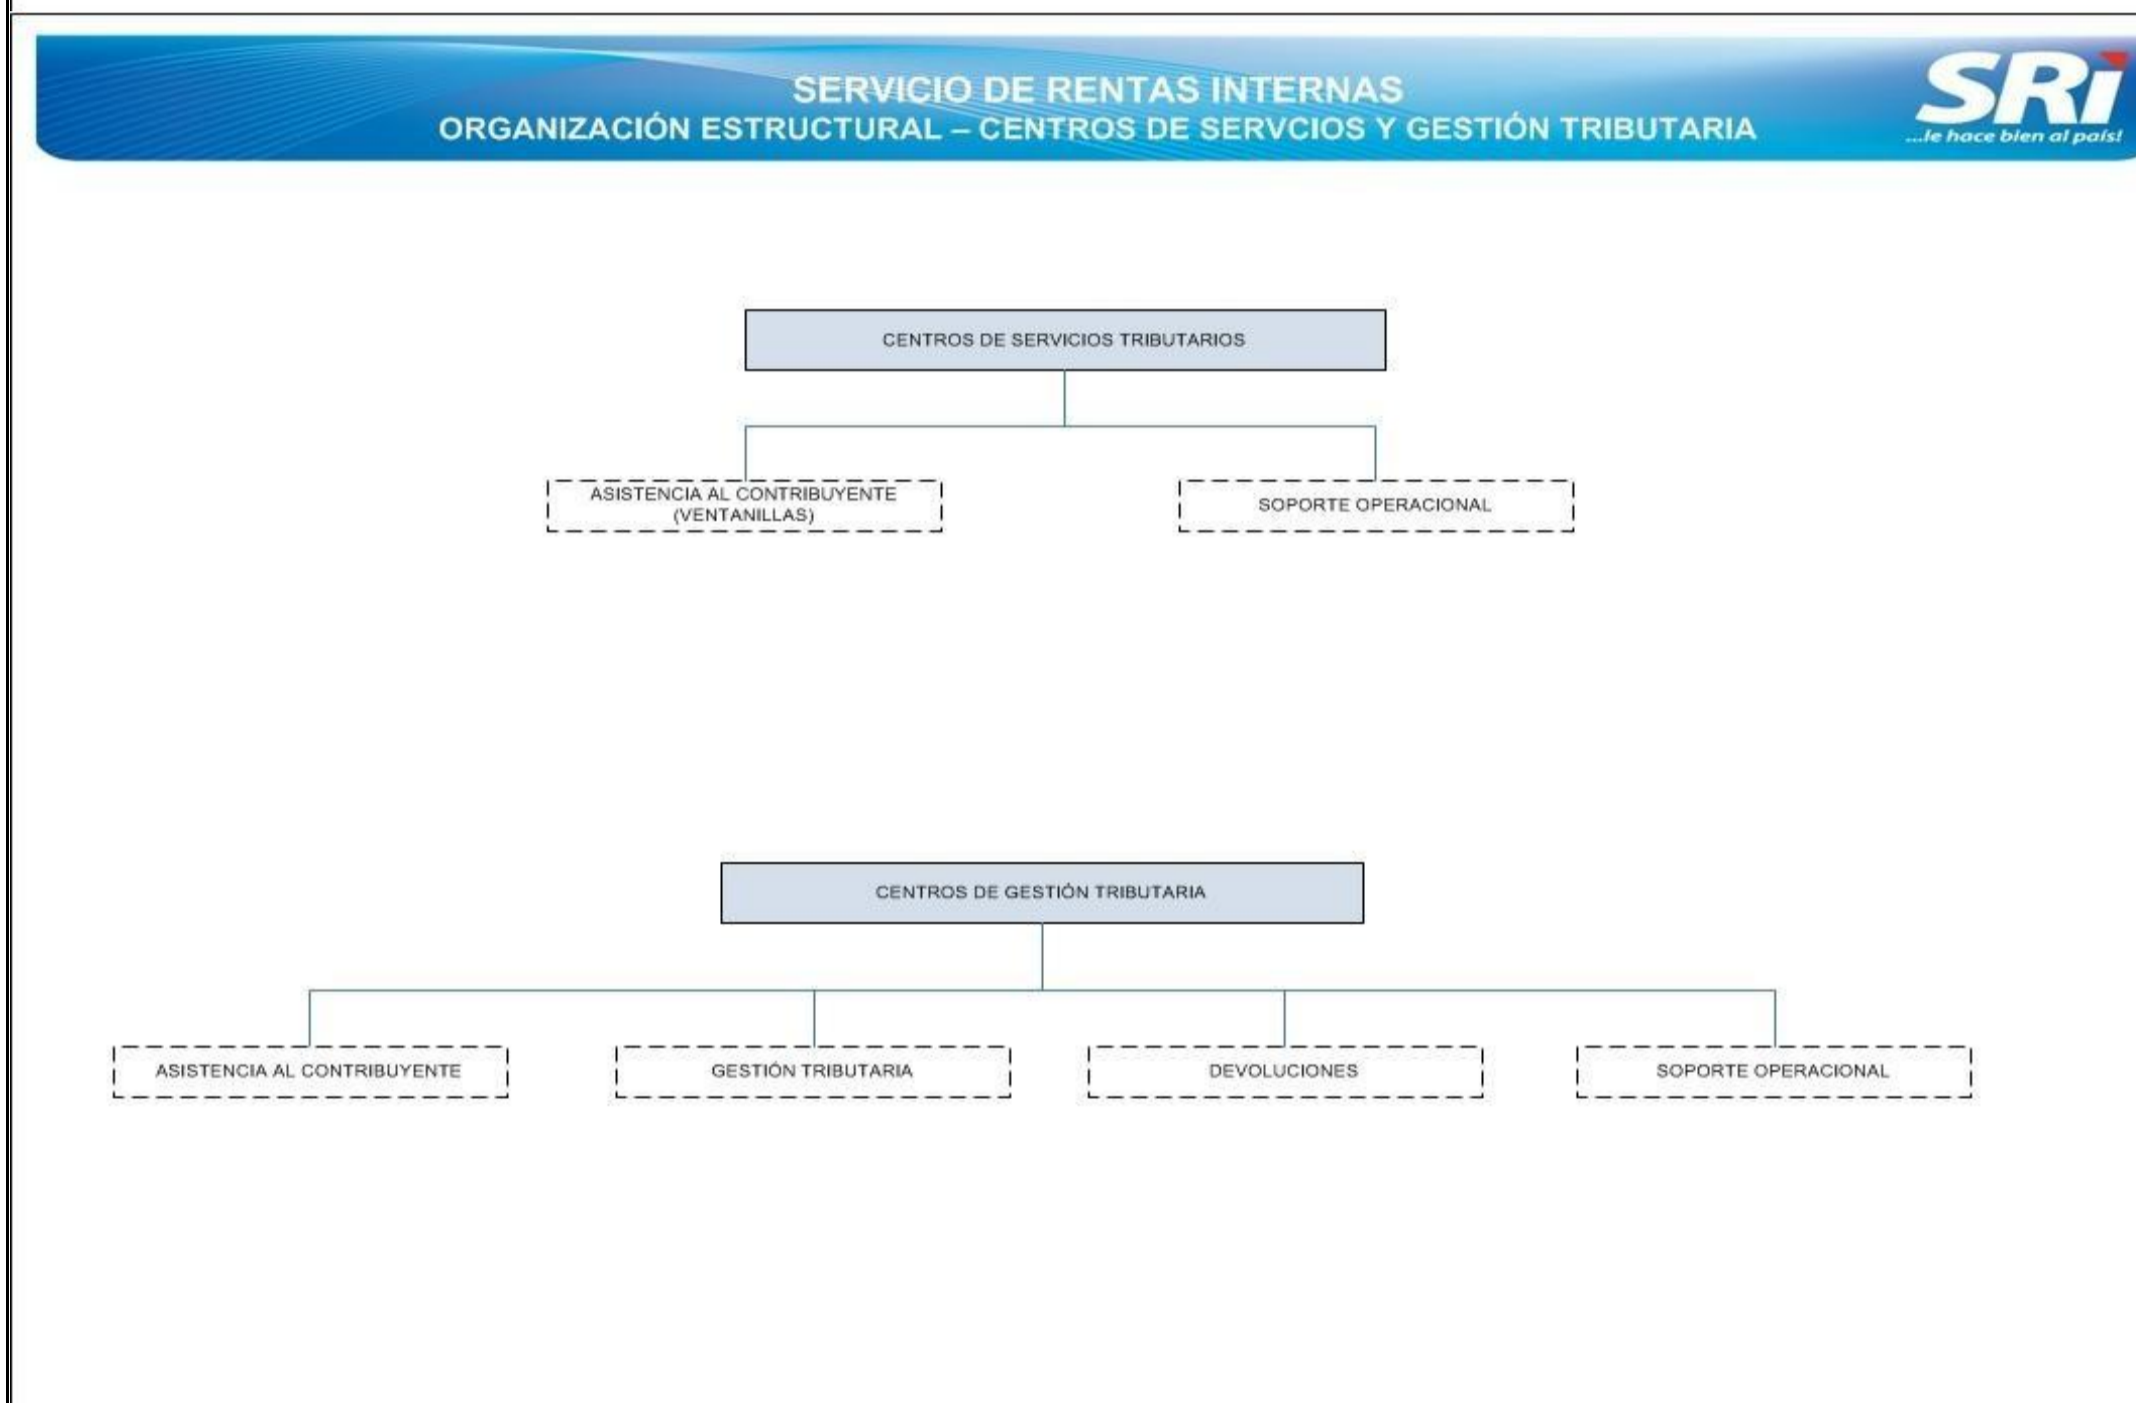 SERVICIO DE RENTAS INTERNAS
ORGANIZACIÓN ESTRUCTURAL – CENTROS DE SERVCIOS Y GESTIÓN TRIBUTARIA
SRi
...le hace bien al país!
CENTROS DE SERVICIOS TRIBUTARIOS
ASISTENCIA AL CONTRIBUYENTE
(VENTANILLAS)
SOPORTE OPERACIONAL
CENTROS DE GESTIÓN TRIBUTARIA
ASISTENCIA AL CONTRIBUYENTE
GESTIÓN TRIBUTARIA
DEVOLUCIONES
SOPORTE OPERACIONAL